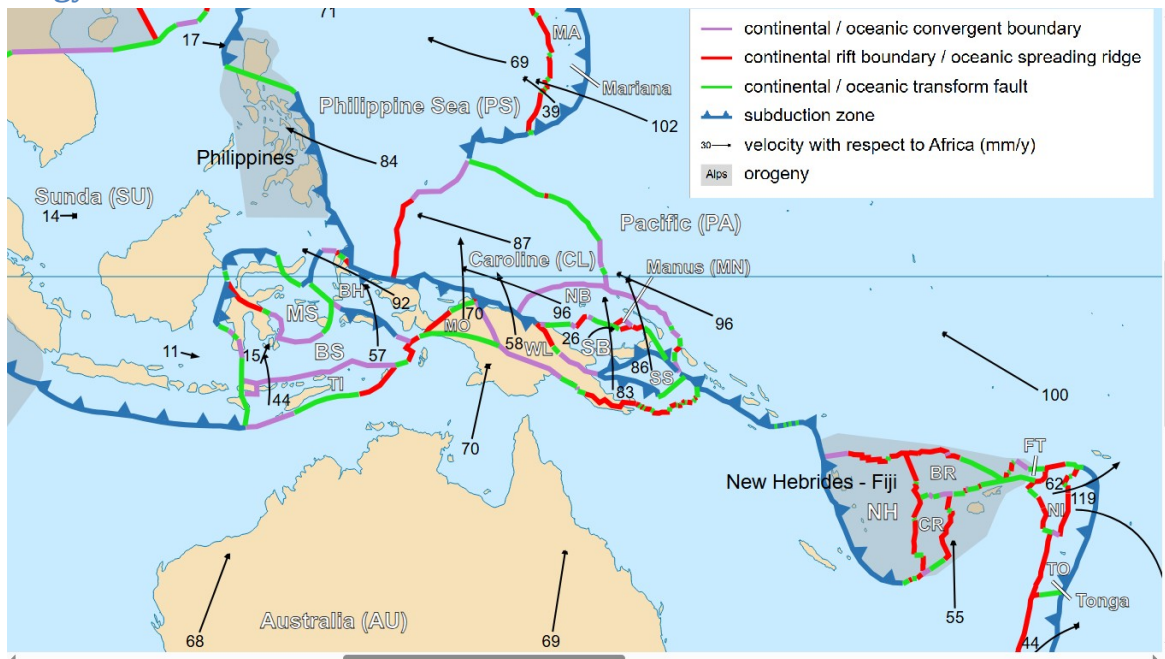 continental / oceanic convergent boundary
continental rift boundary / oceanic spreading ridge
continental / oceanic transform fault
subduction zone
30 velocity with respect to Africa (mm/y)
Alps orogeny
71
17
MA
69
Mariana
Philippine Sea (PS)
39
102
Philippines
84
Sunda (SU)
14
Pacific (PA)
87
Caroline (CL)
Manus (MN)
BH
92
NB
MS
70
96
96
MO
26
58
WL
SB
11
15
BS
57
86
SS
TI
44
83
100
70
FT
New Hebrides - Fiji
BR
62
119
NH
CR
NI
TO
Tonga
55
Australia (AU)
68
69
44